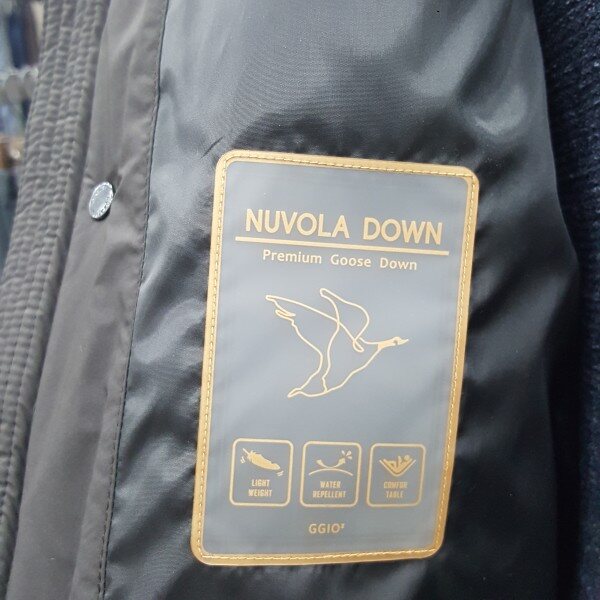 NUVOLA DOWN
Premium Goose Down
LIGHT
WEIGHT
WATER
REPELLENT
COMFOR
TABLE
GGIO²